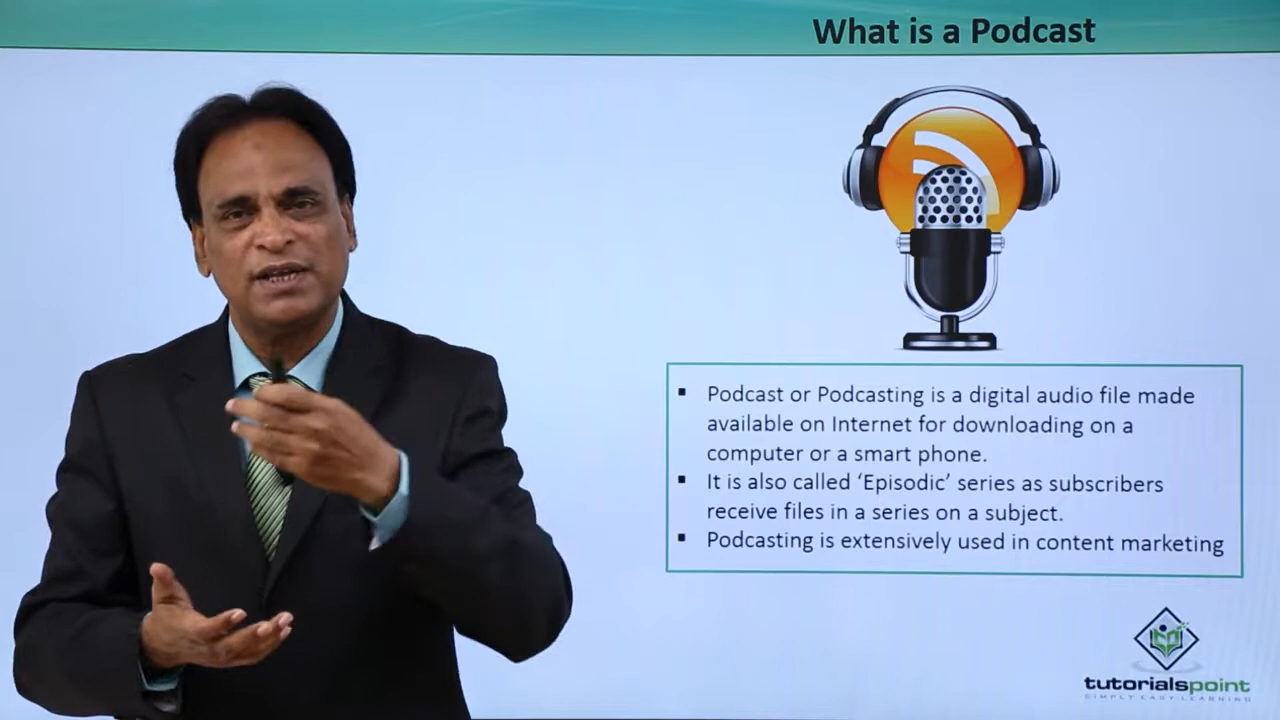 What is a Podcast
▪ Podcast or Podcasting is a digital audio file made
available on Internet for downloading on a
computer or a smart phone.
▪ It is also called ‘Episodic’ series as subscribers
receive files in a series on a subject.
▪ Podcasting is extensively used in content marketing
tutorialspoint
SIMPLY EASY LEARNING